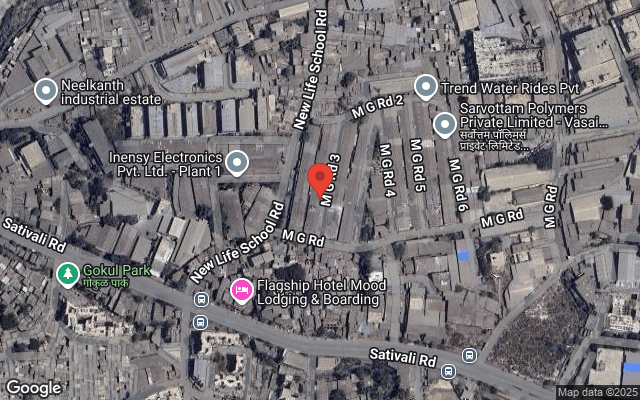 New Life School Rd
Neelkanth
industrial estate
M G Rd 2
Trend Water Rides Pvt
Sarvottam Polymers
Private Limited - Vasai...
सर्वोत्तम पॉलिमर्स
प्राइवेट लिमिटेड...
Inensy Electronics
Pvt. Ltd. - Plant 1
M G Rd 3
M G Rd 4
M G Rd 5
M G Rd 6
M G Rd
M G Rd
Sativali Rd
M G Rd
New Life School Rd
Gokul Park
गोकुळ पार्क
Flagship Hotel Mood
Lodging & Boarding
Sativali Rd
Google
Map data ©2025